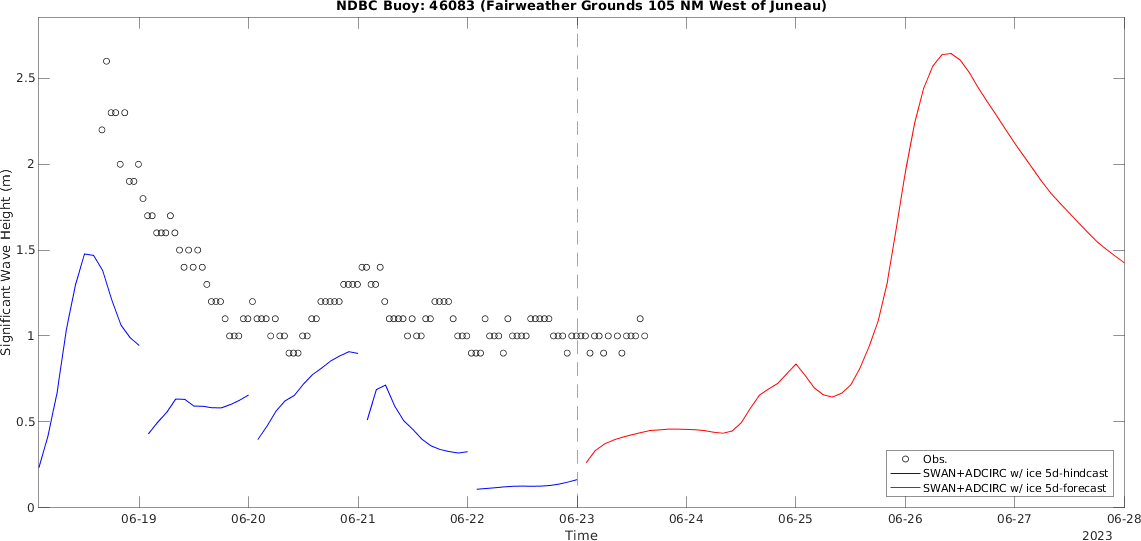 NDBC Buoy: 46083 (Fairweather Grounds 105 NM West of Juneau)
Significant Wave Height (m)
2.5
2
1.5
1
0.5
0
Obs.
SWAN+ADCIRC w/ ice 5d-hindcast
SWAN+ADCIRC w/ ice 5d-forecast
06-19 06-20 06-21 06-22 06-23 06-24 06-25 06-26 06-27 06-28
Time
2023